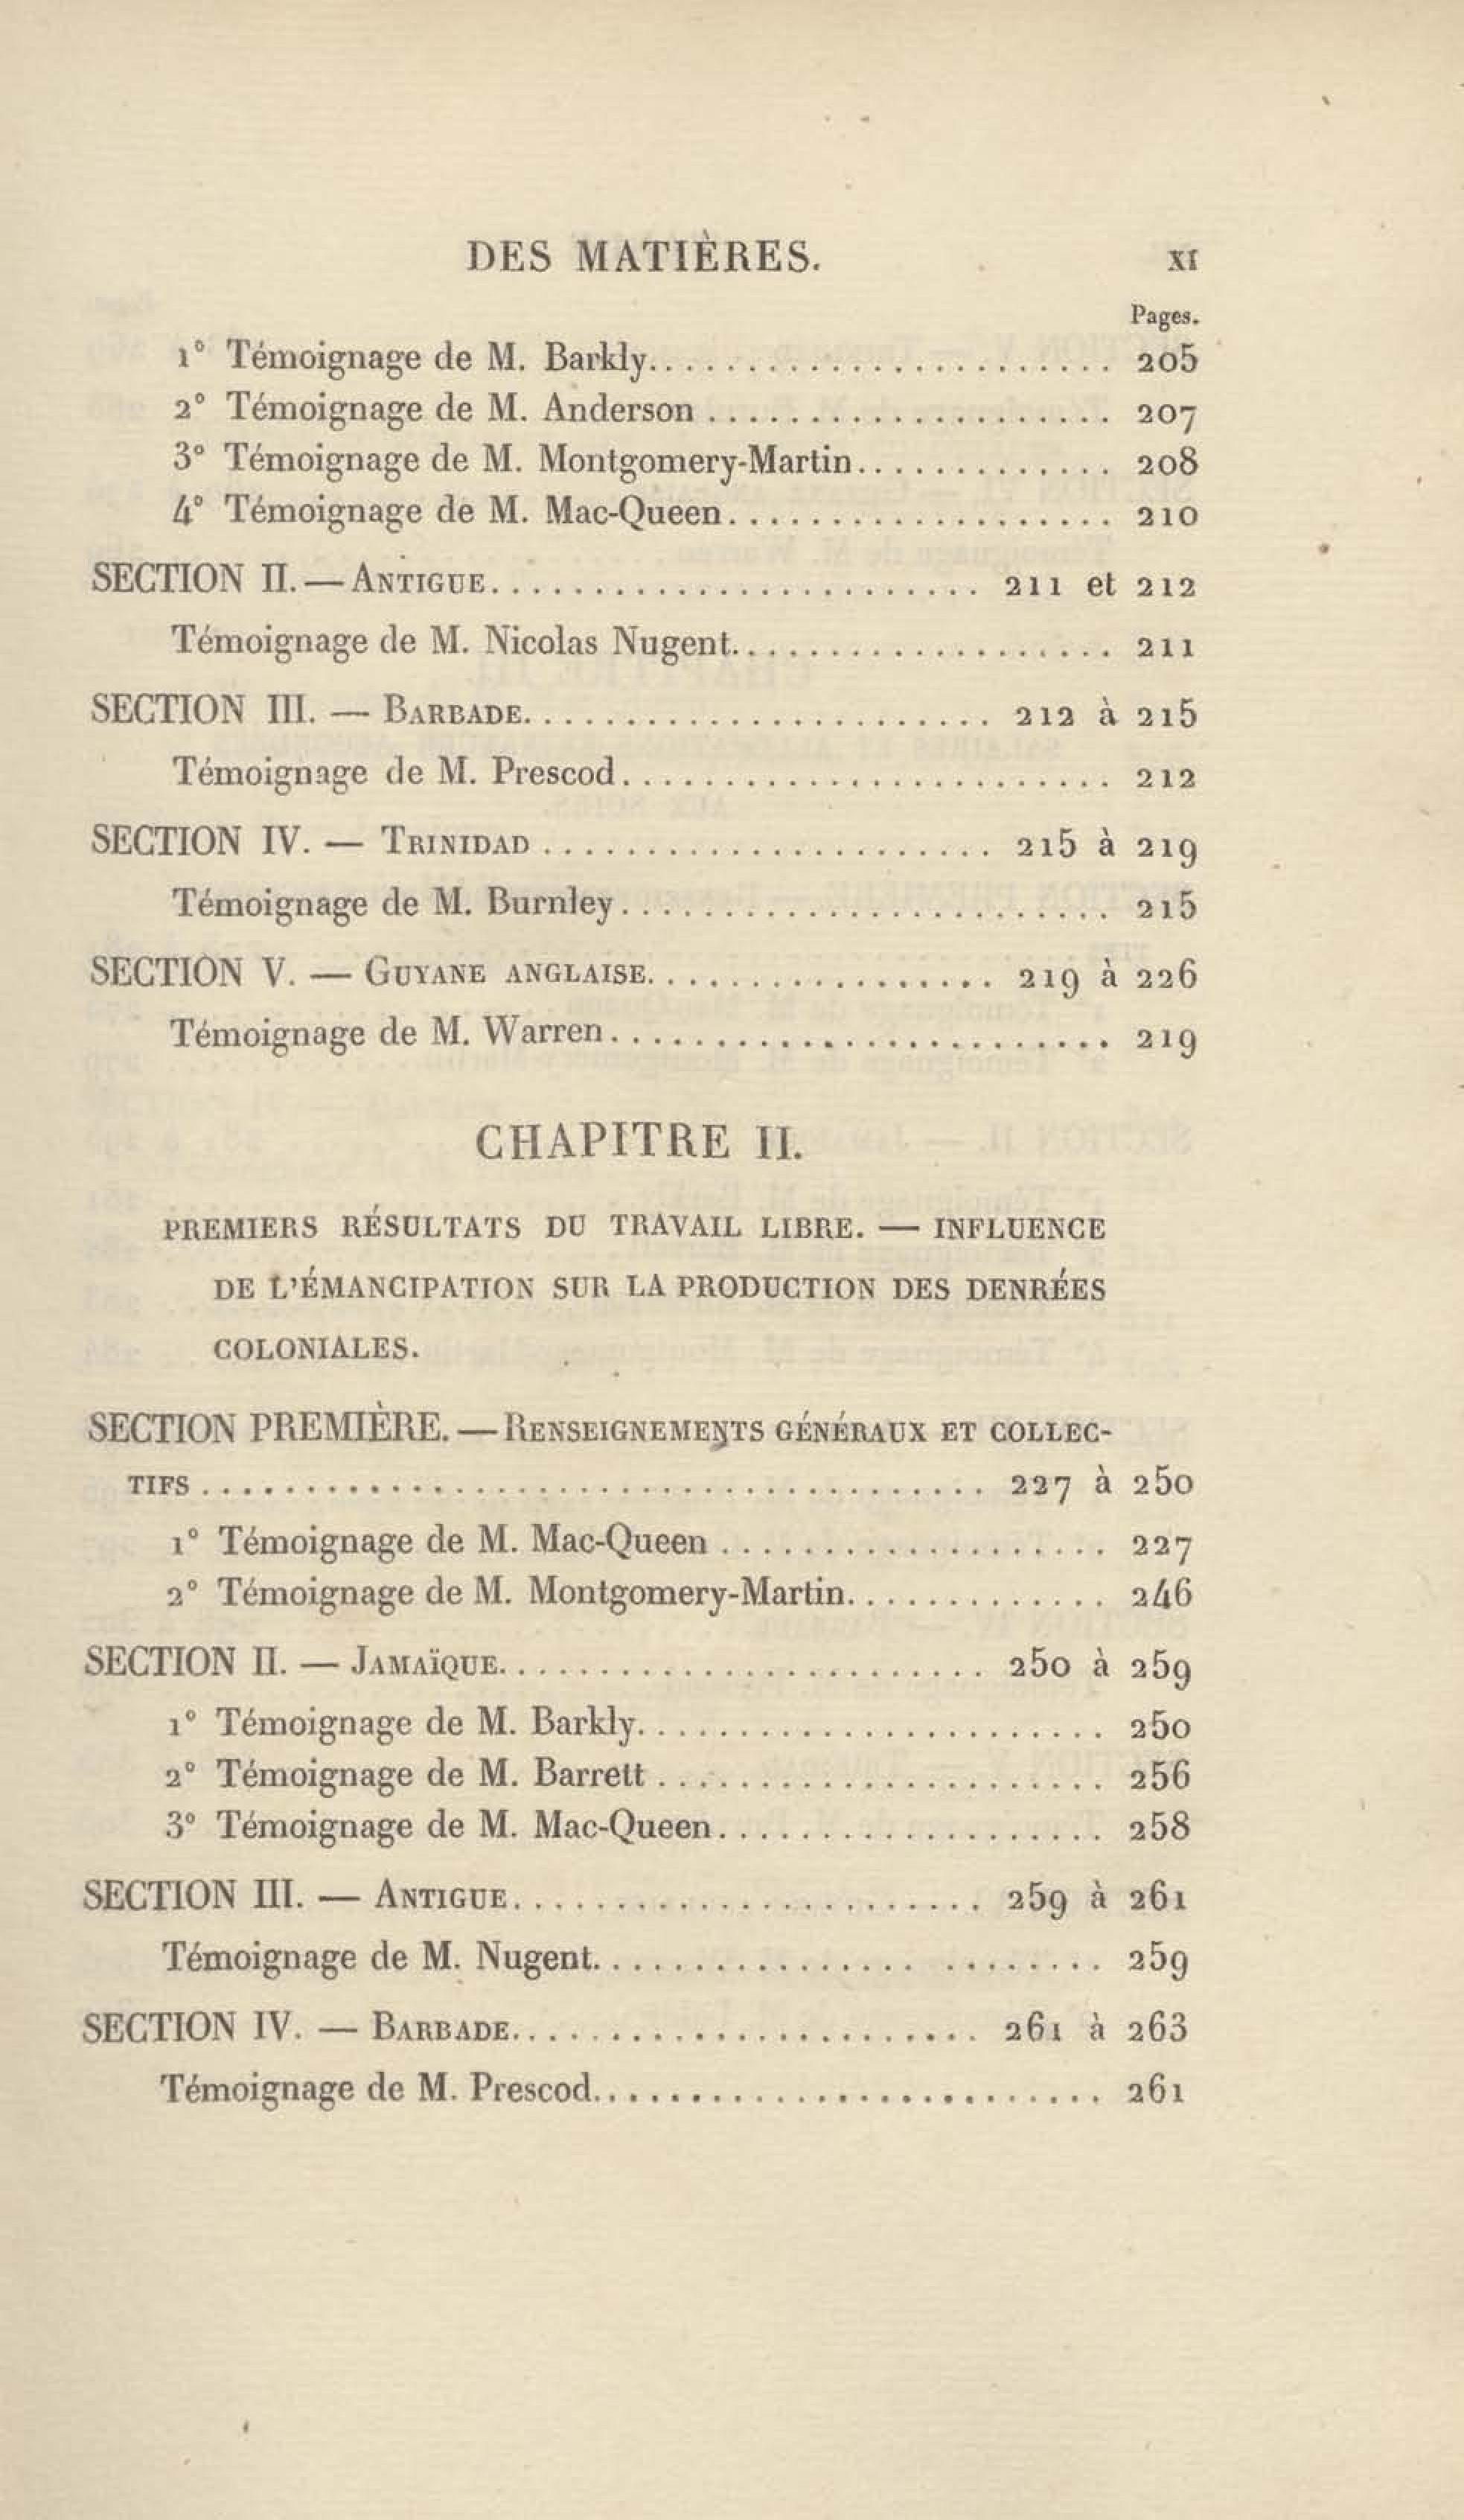 DES MATIÈRES. XI
Pages.
1° Témoignage de M. Barkly........................ 205
2° Témoignage de M. Anderson .................... 207
3° Témoignage de M. Montgomery-Martin............. 208
4° Témoignage de M. Mac-Queen................... 210
SECTION II. — ANTIGUE........................ 211 et 212
Témoignage de M. Nicolas Nugent................... 211
SECTION III. — BARBADE....................... 212 à 215
Témoignage de M. Prescod........................ 212
SECTION IV. — TRINIDAD ...................... 215 à 219
Témoignage de M. Burnley........................ 215
SECTION V. — GUYANE ANGLAISE................. 219 à 226
Témoignage de M. Warren......................... 219
CHAPITRE II.
PREMIERS RÉSULTATS DU TRAVAIL LIBRE. — INFLUENCE
DE L'ÉMANCIPATION SUR LA PRODUCTION DES DENRÉES
COLONIALES.
SECTION PREMIÈRE. — RENSEIGNEMENTS GÉNÉRAUX ET COLLEC-
TIFS ...................................... 227 à 250
1° Témoignage de M. Mac-Queen ................... 227
2° Témoignage de M. Montgomery-Martin............. 246
SECTION II. — JAMAÏQUE........................ 250 à 259
1° Témoignage de M. Barkly....................... 250
2° Témoignage de M. Barrett ...................... 256
3° Témoignage de M. Mac-Queen................... 258
SECTION III. — ANTIGUE....................... 259 à 261
Témoignage de M. Nugent................ ........ 259
SECTION IV. — BARBADE....................... 261 à 263
Témoignage de M. Prescod......................... 261